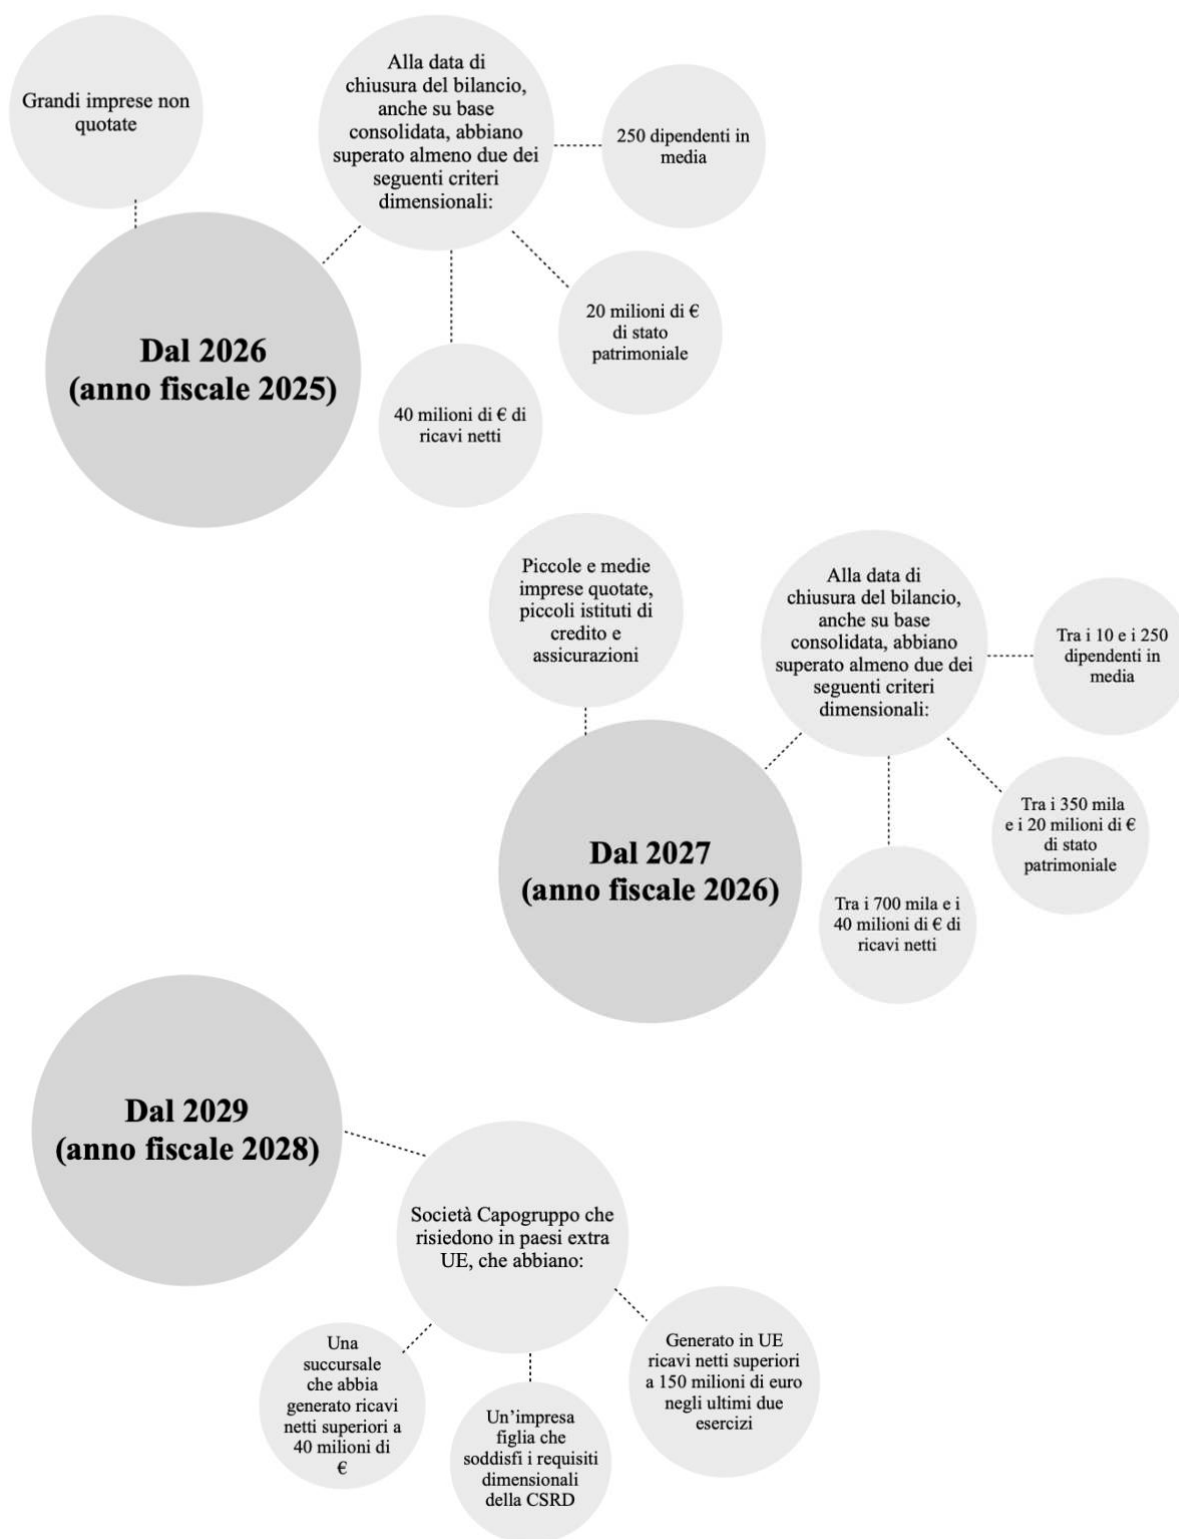 Grandi imprese non
quotate
Alla data di
chiusura del bilancio,
anche su base
consolidata, abbiano
superato almeno due dei
seguenti criteri
dimensionali:
250 dipendenti in
media
20 milioni di €
di stato
patrimoniale
40 milioni di € di
ricavi netti
Dal 2026
(anno fiscale 2025)
Piccole e medie
imprese quotate,
piccoli istituti di
credito e
assicurazioni
Alla data di
chiusura del bilancio,
anche su base
consolidata, abbiano
superato almeno due dei
seguenti criteri
dimensionali:
Tra i 10 e i 250
dipendenti in
media
Tra i 350 mila
e i 20 milioni di €
di stato
patrimoniale
Tra i 700 mila e i
40 milioni di € di
ricavi netti
Dal 2027
(anno fiscale 2026)
Dal 2029
(anno fiscale 2028)
Società Capogruppo che
risiedono in paesi extra
UE, che abbiano:
Una
succursale
che abbia
generato ricavi
netti superiori a
40 milioni di
€
Un’impresa
figlia che
soddisfi i requisiti
dimensionali
della CSRD
Generato in UE
ricavi netti superiori
a 150 milioni di euro
negli ultimi due
esercizi